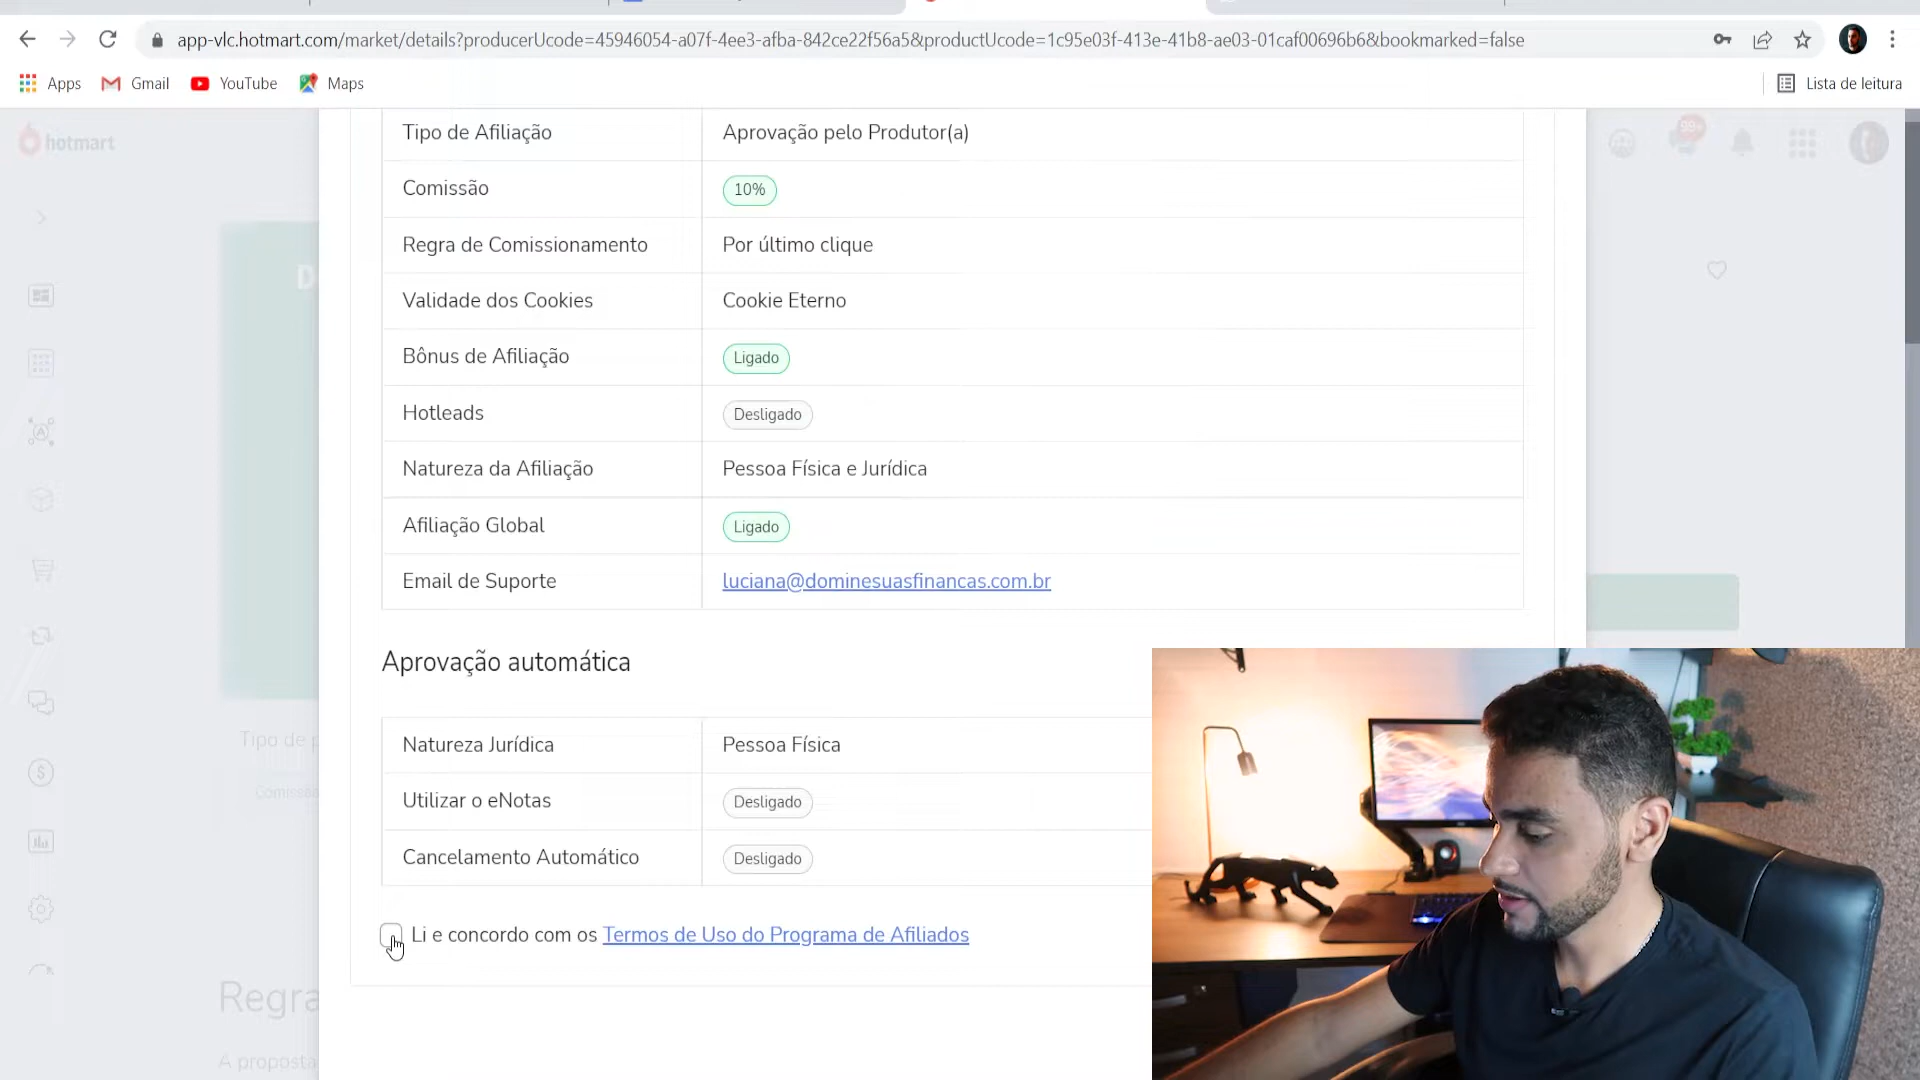 app-vlc.hotmart.com/market/details?producerUcode=45946054-a07f-4ee3-afba-842ce22f56a5&productUcode=1c95e03f-413e-41b8-ae03-01caf00696b6&bookmarked=false
Apps Gmail YouTube Maps Lista de leitura
hotmart
99+
Tipo de Afiliação Aprovação pelo Produtor(a)
Comissão 10%
Regra de Comissionamento Por último clique
Validade dos Cookies Cookie Eterno
Bônus de Afiliação Ligado
Hotleads Desligado
Natureza da Afiliação Pessoa Física e Jurídica
Afiliação Global Ligado
Email de Suporte luciana@dominesuasfinancas.com.br
Aprovação automática
Natureza Jurídica Pessoa Física
Utilizar o eNotas Desligado
Cancelamento Automático Desligado
Li e concordo com os Termos de Uso do Programa de Afiliados
Tipo de
A proposta